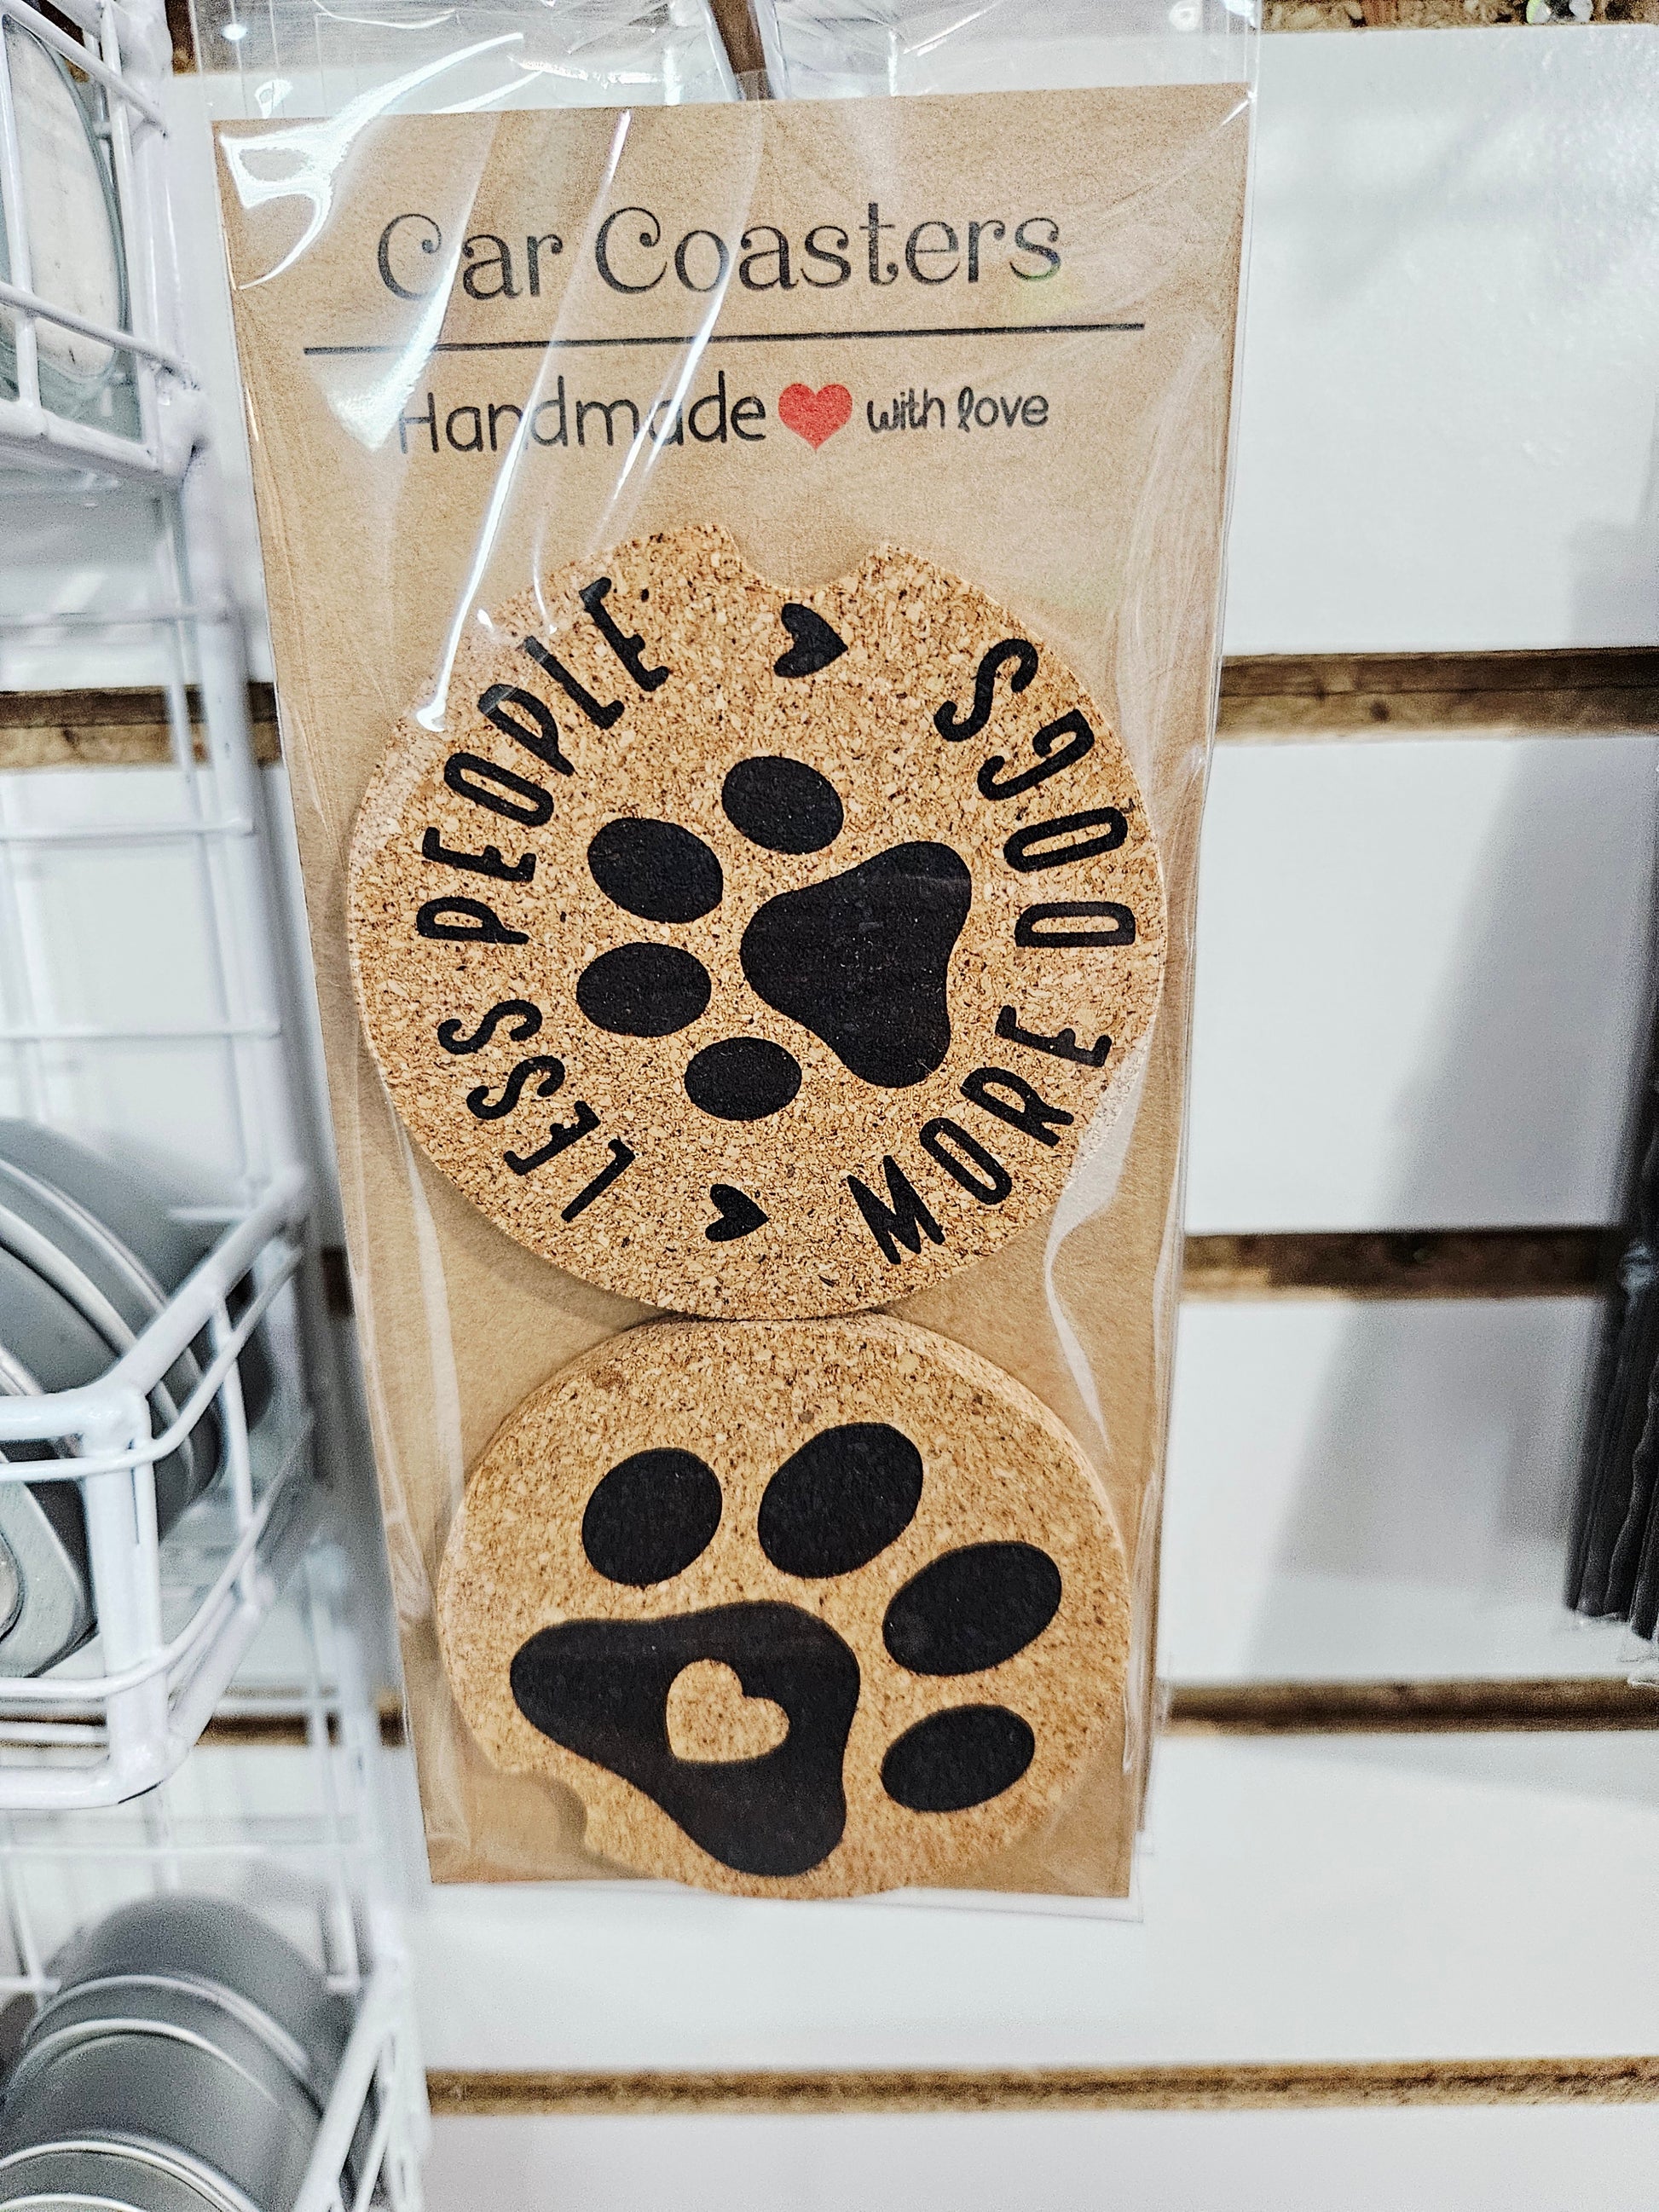 Car Coasters
Handmade ❤ with love
LESS PEOPLE
MORE DOGS